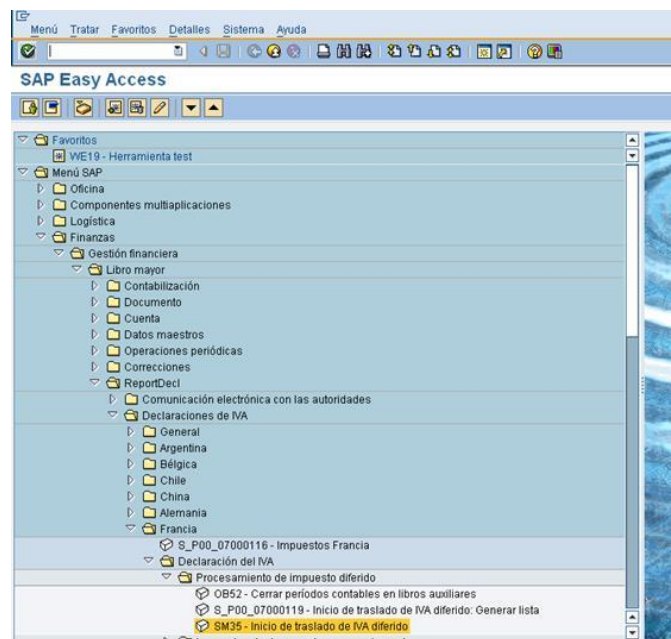 Menú Tratar Favoritos Detalles Sistema Ayuda
SAP Easy Access
Favoritos
WE19 - Herramienta test
Menú SAP
Oficina
Componentes multiaplicaciones
Logística
Finanzas
Gestión financiera
Libro mayor
Contabilización
Documento
Cuenta
Datos maestros
Operaciones periódicas
Correcciones
ReportDecl
Comunicación electrónica con las autoridades
Declaraciones de IVA
General
Argentina
Bélgica
Chile
China
Alemania
Francia
S_P00_07000116 - Impuestos Francia
Declaración del IVA
Procesamiento de impuesto diferido
OB52 - Cerrar períodos contables en libros auxiliares
S_P00_07000119 - Inicio de traslado de IVA diferido: Generar lista
SM35 - Inicio de traslado de IVA diferido